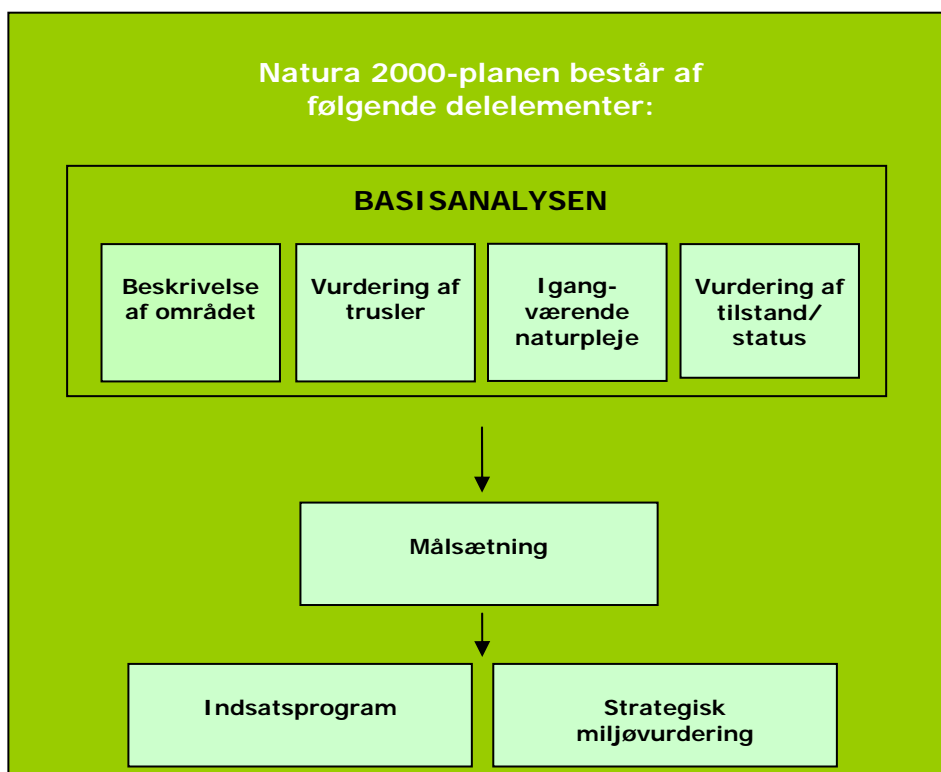 Natura 2000-planen består af
følgende delelementer:
BASISANALYSEN
Beskrivelse
af området
Vurdering af
trusler
Igang-
værende
naturpleje
Vurdering af
tilstand/
status
Målsætning
Indsatsprogram
Strategisk
miljøvurdering